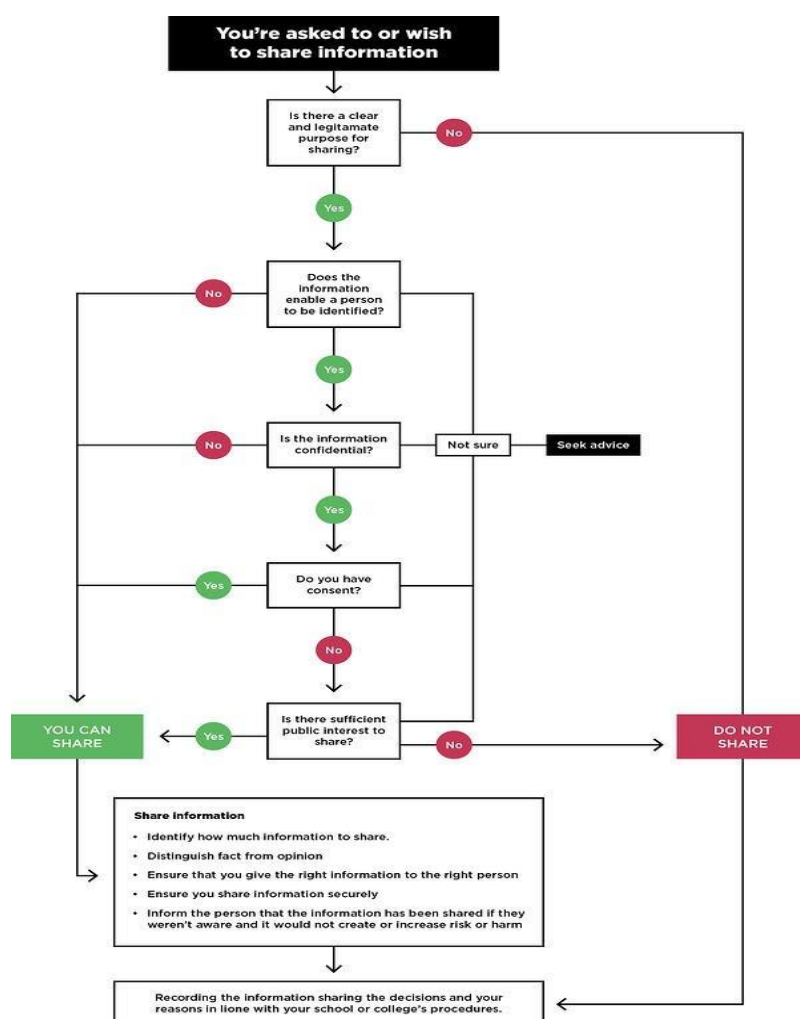 You're asked to or wish
to share information
Is there a clear
and legitamate
purpose for
sharing?
No
Yes
Does the
information
enable a person
to be identified?
No
Yes
Is the information
confidential?
No
Not sure
Seek advice
Yes
Do you have
consent?
Yes
No
Is there sufficient
public interest to
share?
Yes
No
YOU CAN
SHARE
DO NOT
SHARE
Share information
• Identify how much information to share.
• Distinguish fact from opinion
• Ensure that you give the right information to the right person
• Ensure you share information securely
• Inform the person that the information has been shared if they
weren't aware and it would not create or increase risk or harm
Recording the information sharing the decisions and your
reasons in lione with your school or college's procedures.